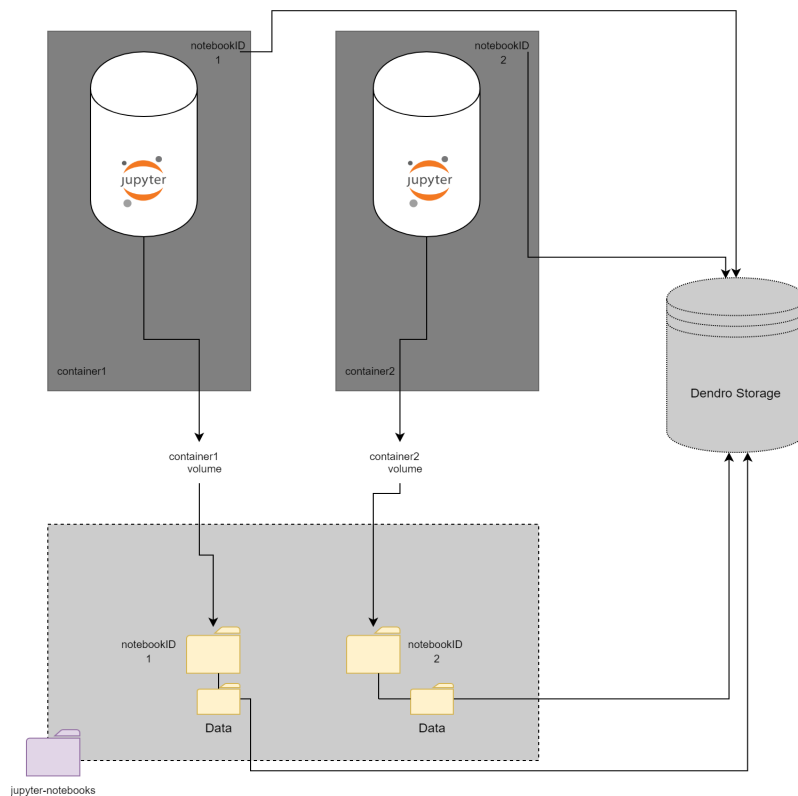 notebookID
1
notebookID
2
jupyter
jupyter
container1
container2
Dendro Storage
container1
volume
container2
volume
notebookID
1
notebookID
2
Data
Data
jupyter-notebooks